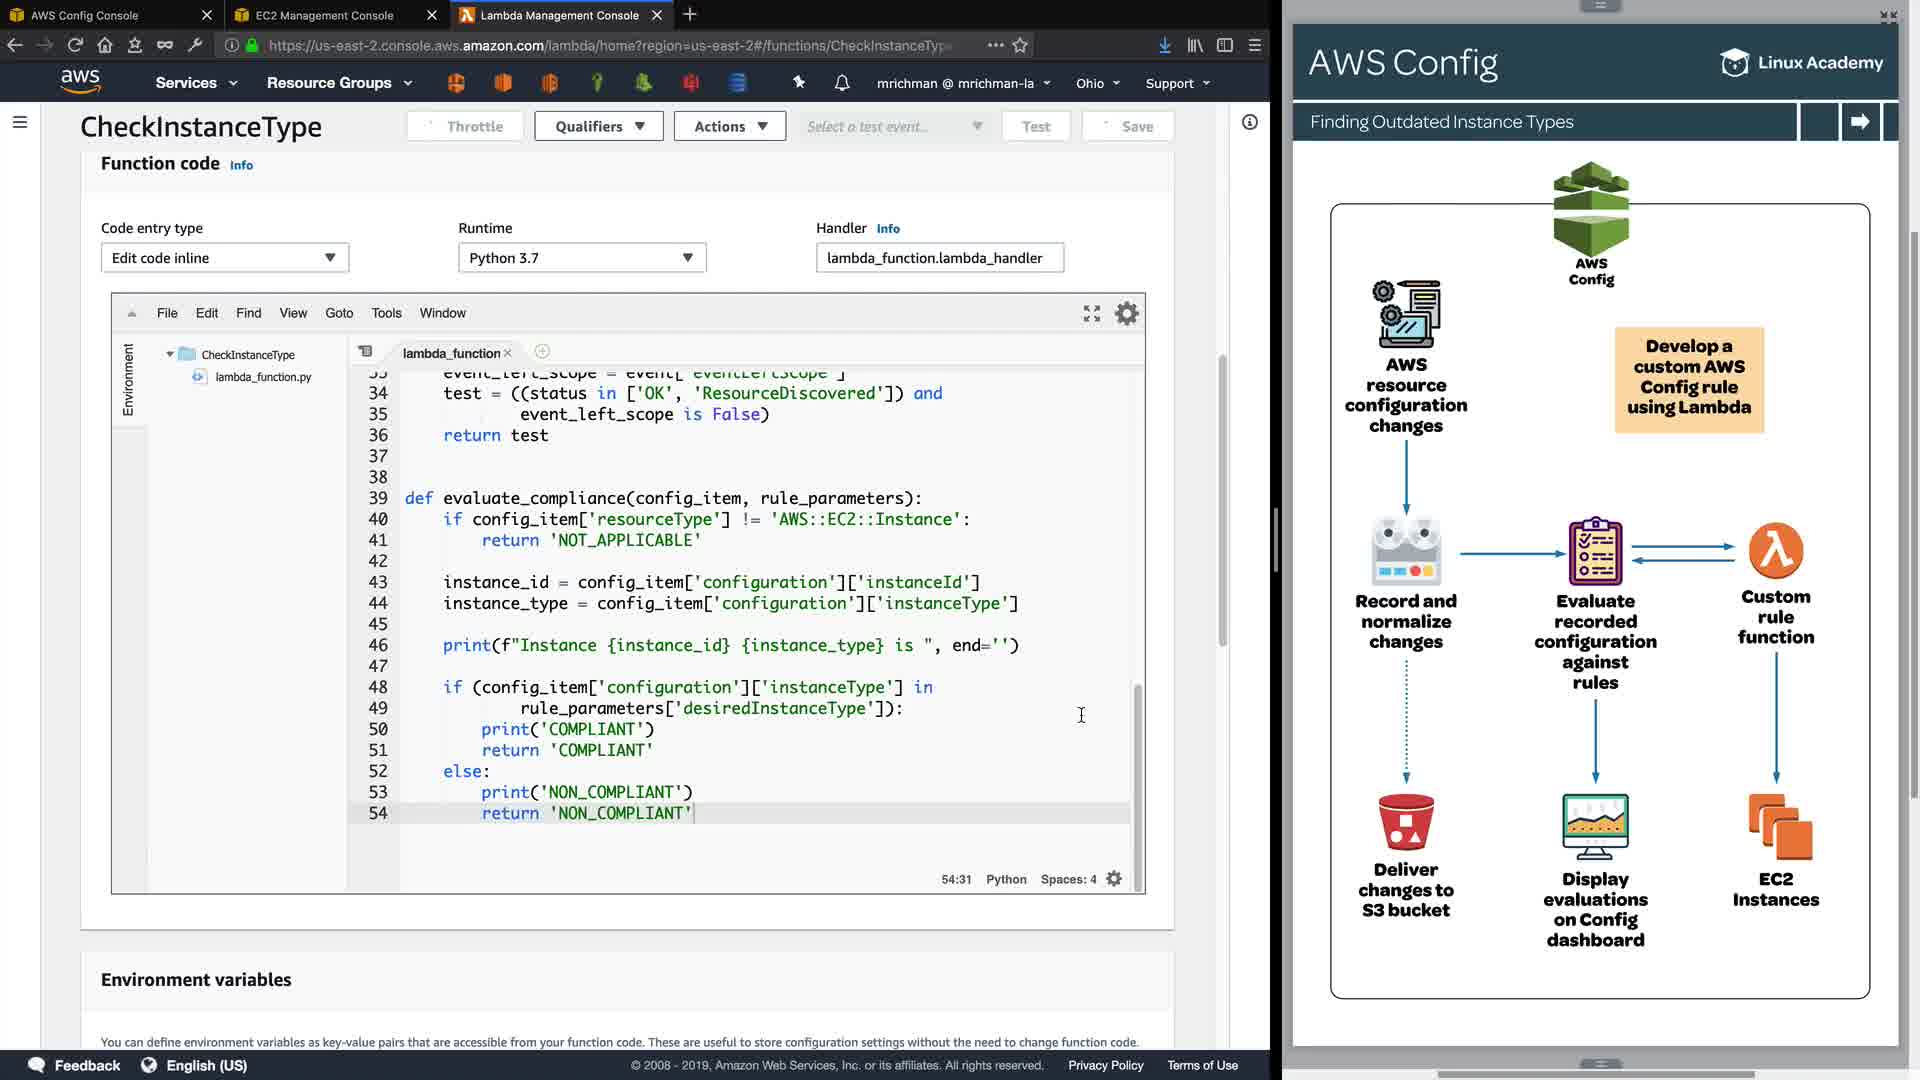 AWS Config Console
EC2 Management Console
Lambda Management Console
https://us-east-2.console.aws.amazon.com/lambda/home?region=us-east-2#/functions/CheckInstanceTyp
aws
Services
Resource Groups
mrichman @ mrichman-la
Ohio
Support
CheckInstanceType
Throttle
Qualifiers
Actions
Select a test event...
Test
Save
Function code
Info
Code entry type
Runtime
Handler Info
Edit code inline
Python 3.7
lambda_function.lambda_handler
File Edit Find View Goto Tools Window
Environment
CheckInstanceType
lambda_function.py
lambda_function
33 event_left_scope = event['eventLeftScope']
34 test = ((status in ['OK', 'ResourceDiscovered']) and
35 event_left_scope is False)
36 return test
37
38
39 def evaluate_compliance(config_item, rule_parameters):
40 if config_item['resourceType'] != 'AWS::EC2::Instance':
41 return 'NOT_APPLICABLE'
42
43 instance_id = config_item['configuration']['instanceId']
44 instance_type = config_item['configuration']['instanceType']
45
46 print(f"Instance {instance_id} {instance_type} is ", end='')
47
48 if (config_item['configuration']['instanceType'] in
49 rule_parameters['desiredInstanceType']):
50 print('COMPLIANT')
51 return 'COMPLIANT'
52 else:
53 print('NON_COMPLIANT')
54 return 'NON_COMPLIANT'
54:31 Python Spaces: 4
Environment variables
You can define environment variables as key-value pairs that are accessible from your function code. These are useful to store configuration settings without the need to change function code.
Feedback
English (US)
© 2008 - 2019, Amazon Web Services, Inc. or its affiliates. All rights reserved.
Privacy Policy
Terms of Use
AWS Config
Linux Academy
Finding Outdated Instance Types
AWS
Config
AWS
resource
configuration
changes
Develop a
custom AWS
Config rule
using Lambda
Record and
normalize
changes
Evaluate
recorded
configuration
against
rules
Custom
rule
function
Deliver
changes to
S3 bucket
Display
evaluations
on Config
dashboard
EC2
Instances